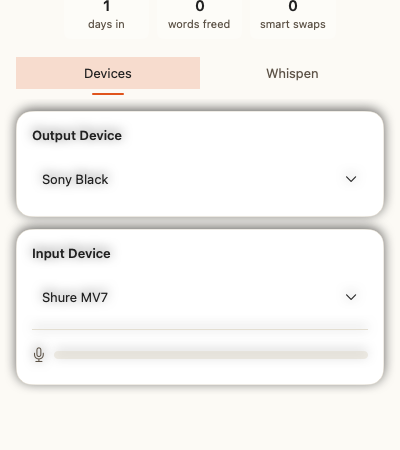 1 0 0
days in words freed smart swaps
Devices Whispen
Output Device
Sony Black
Input Device
Shure MV7